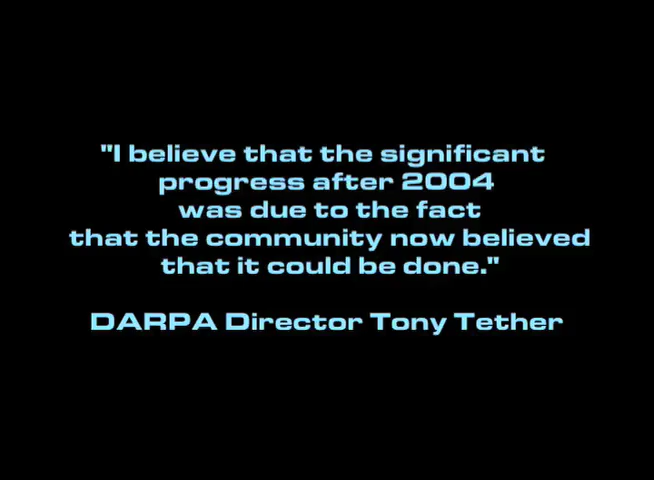 "I believe that the significant
progress after 2004
was due to the fact
that the community now believed
that it could be done."
DARPA Director Tony Tether